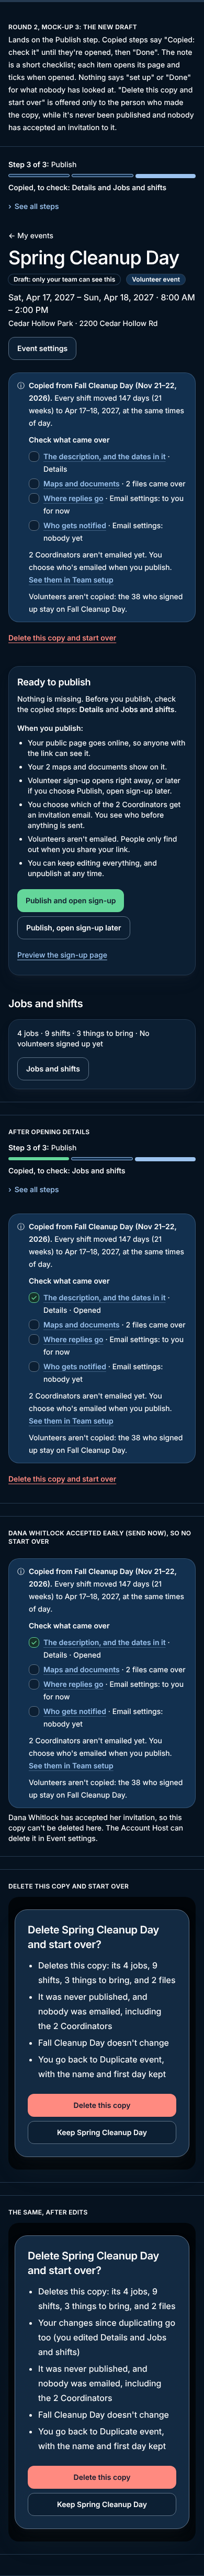 ROUND 2, MOCK-UP 3: THE NEW DRAFT
Lands on the Publish step. Copied steps say "Copied:
check it" until they're opened, then "Done". The note
is a short checklist; each item opens its page and
ticks when opened. Nothing says "set up" or "Done"
for what nobody has looked at. "Delete this copy and
start over" is offered only to the person who made
the copy, while it's never been published and nobody
has accepted an invitation to it.
Step 3 of 3: Publish
Copied, to check: Details and Jobs and shifts
› See all steps
← My events
Spring Cleanup Day
Draft: only your team can see this
Volunteer event
Sat, Apr 17, 2027 – Sun, Apr 18, 2027 · 8:00 AM
– 2:00 PM
Cedar Hollow Park · 2200 Cedar Hollow Rd
Event settings
Copied from Fall Cleanup Day (Nov 21–22,
2026). Every shift moved 147 days (21
weeks) to Apr 17–18, 2027, at the same times
of day.
Check what came over
The description, and the dates in it ·
Details
Maps and documents · 2 files came over
Where replies go · Email settings: to you
for now
Who gets notified · Email settings:
nobody yet
2 Coordinators aren't emailed yet. You
choose who's emailed when you publish.
See them in Team setup
Volunteers aren't copied: the 38 who signed
up stay on Fall Cleanup Day.
Delete this copy and start over
Ready to publish
Nothing is missing. Before you publish, check
the copied steps: Details and Jobs and shifts.
When you publish:
• Your public page goes online, so anyone with
the link can see it.
• Your 2 maps and documents show on it.
• Volunteer sign-up opens right away, or later
if you choose Publish, open sign-up later.
• You choose which of the 2 Coordinators get
an invitation email. You see who before
anything is sent.
• Volunteers aren't emailed. People only find
out when you share your link.
• You can keep editing everything, and
unpublish at any time.
Publish and open sign-up
Publish, open sign-up later
Preview the sign-up page
Jobs and shifts
4 jobs · 9 shifts · 3 things to bring · No
volunteers signed up yet
Jobs and shifts
AFTER OPENING DETAILS
Step 3 of 3: Publish
Copied, to check: Jobs and shifts
› See all steps
Copied from Fall Cleanup Day (Nov 21–22,
2026). Every shift moved 147 days (21
weeks) to Apr 17–18, 2027, at the same times
of day.
Check what came over
The description, and the dates in it ·
Details · Opened
Maps and documents · 2 files came over
Where replies go · Email settings: to you
for now
Who gets notified · Email settings:
nobody yet
2 Coordinators aren't emailed yet. You
choose who's emailed when you publish.
See them in Team setup
Volunteers aren't copied: the 38 who signed
up stay on Fall Cleanup Day.
Delete this copy and start over
DANA WHITLOCK ACCEPTED EARLY (SEND NOW), SO NO
START OVER
Copied from Fall Cleanup Day (Nov 21–22,
2026). Every shift moved 147 days (21
weeks) to Apr 17–18, 2027, at the same times
of day.
Check what came over
The description, and the dates in it ·
Details · Opened
Maps and documents · 2 files came over
Where replies go · Email settings: to you
for now
Who gets notified · Email settings:
nobody yet
2 Coordinators aren't emailed yet. You
choose who's emailed when you publish.
See them in Team setup
Volunteers aren't copied: the 38 who signed
up stay on Fall Cleanup Day.
Dana Whitlock has accepted her invitation, so this
copy can't be deleted here. The Account Host can
delete it in Event settings.
DELETE THIS COPY AND START OVER
Delete Spring Cleanup Day
and start over?
• Deletes this copy: its 4 jobs, 9
shifts, 3 things to bring, and 2 files
• It was never published, and
nobody was emailed, including
the 2 Coordinators
• Fall Cleanup Day doesn't change
• You go back to Duplicate event,
with the name and first day kept
Delete this copy
Keep Spring Cleanup Day
THE SAME, AFTER EDITS
Delete Spring Cleanup Day
and start over?
• Deletes this copy: its 4 jobs, 9
shifts, 3 things to bring, and 2 files
• Your changes since duplicating go
too (you edited Details and Jobs
and shifts)
• It was never published, and
nobody was emailed, including
the 2 Coordinators
• Fall Cleanup Day doesn't change
• You go back to Duplicate event,
with the name and first day kept
Delete this copy
Keep Spring Cleanup Day